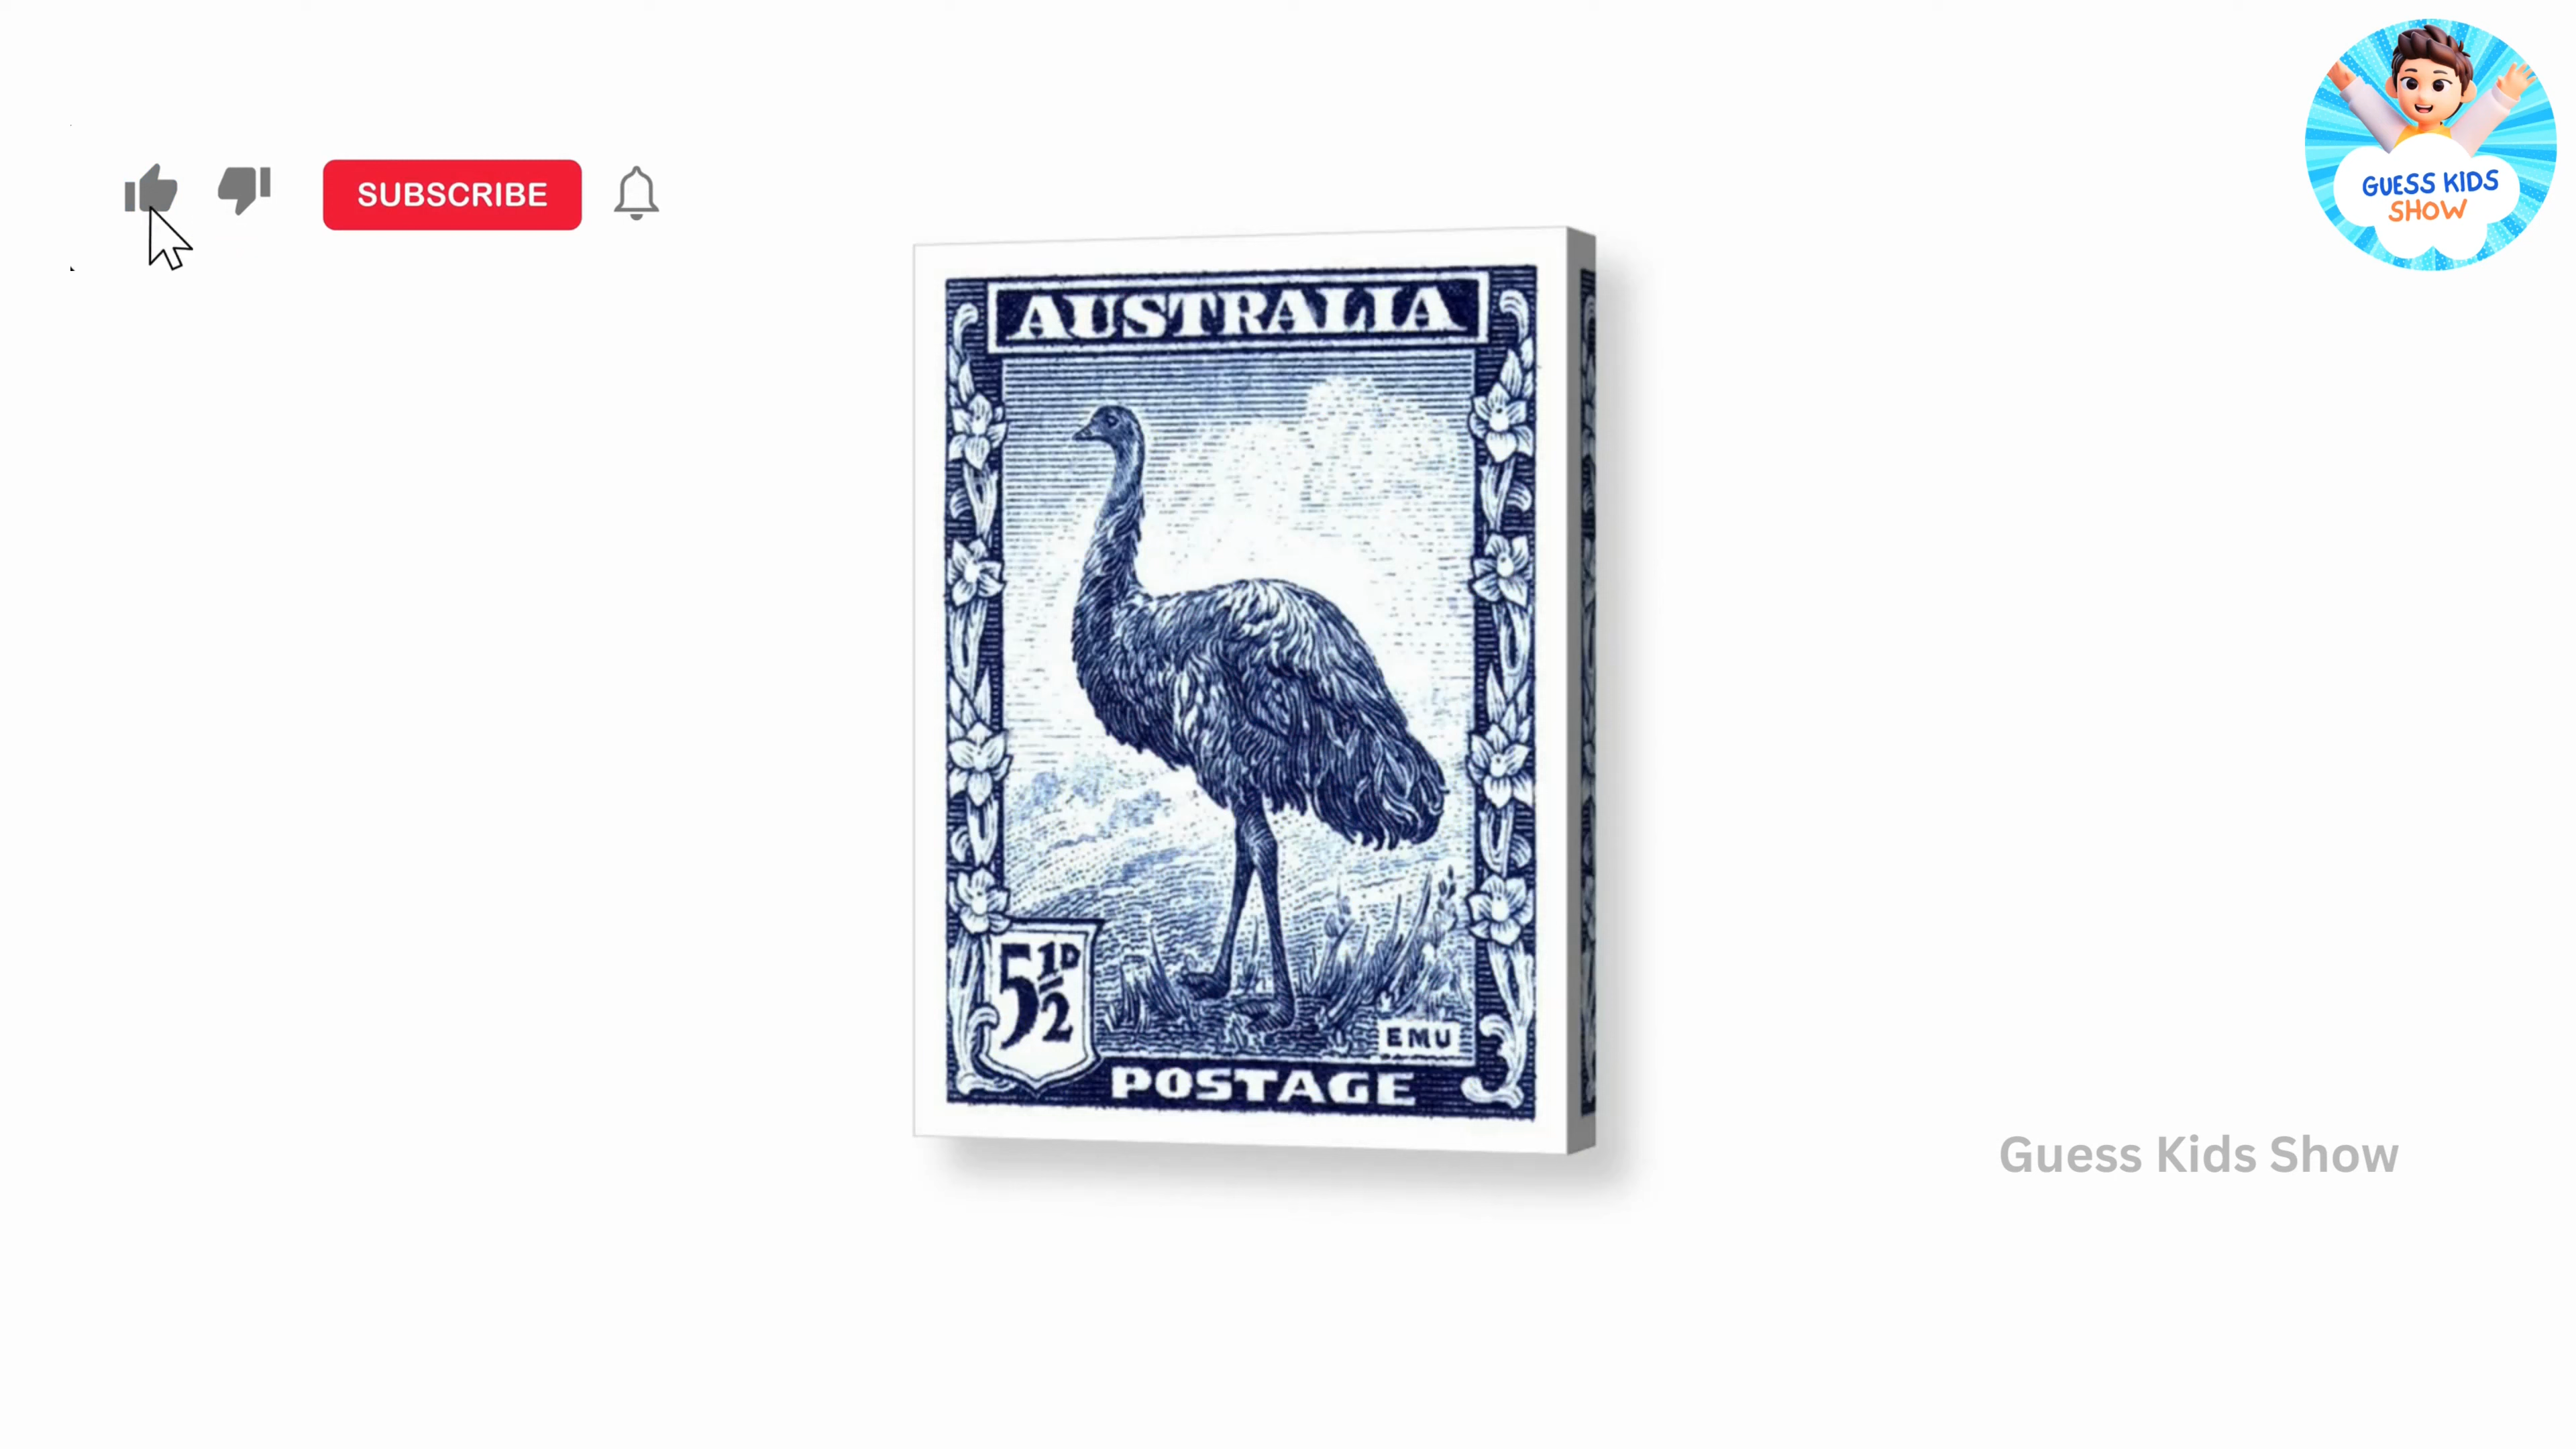 SUBSCRIBE
GUESS KIDS
SHOW
AUSTRALIA
5½D
EMU
POSTAGE
Guess Kids Show